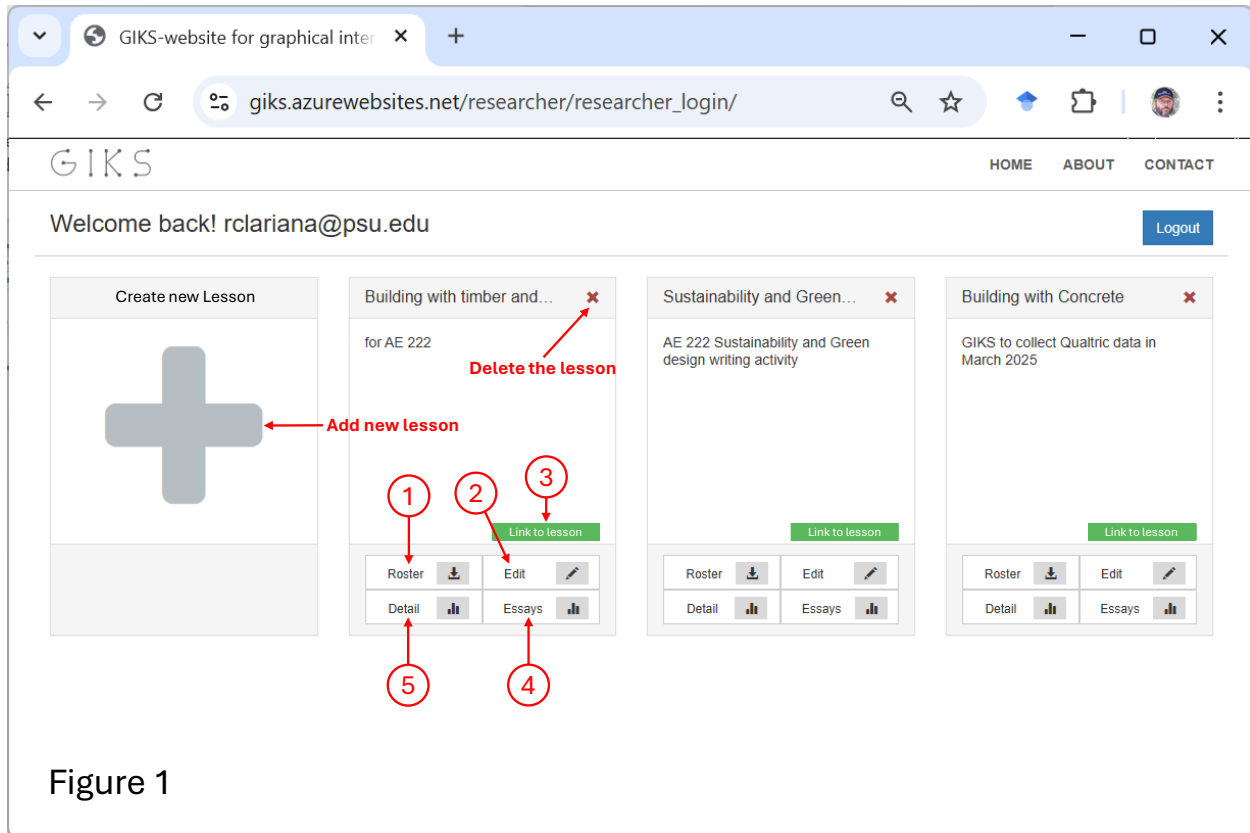 GIKS-website for graphical inter
giks.azurewebsites.net/researcher/researcher_login/
GIKS
HOME ABOUT CONTACT
Welcome back! rclariana@psu.edu
Logout
Create new Lesson
Add new lesson
Building with timber and...
for AE 222
Delete the lesson
1
2
3
Link to lesson
Roster Edit
Detail Essays
5
4
Sustainability and Green...
AE 222 Sustainability and Green
design writing activity
Link to lesson
Roster Edit
Detail Essays
Building with Concrete
GIKS to collect Qualtric data in
March 2025
Link to lesson
Roster Edit
Detail Essays
Figure 1